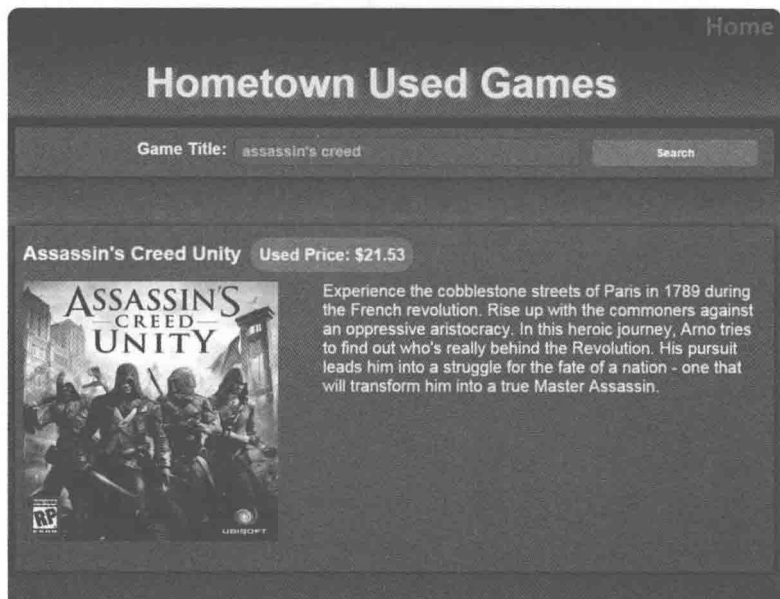 Home
Hometown Used Games
Game Title: assassin's creed Search
Assassin's Creed Unity Used Price: $21.53
ASSASSIN'S
CREED
UNITY
Experience the cobblestone streets of Paris in 1789 during
the French revolution. Rise up with the commoners against
an oppressive aristocracy. In this heroic journey, Arno tries
to find out who's really behind the Revolution. His pursuit
leads him into a struggle for the fate of a nation - one that
will transform him into a true Master Assassin.
RP
UBISOFT